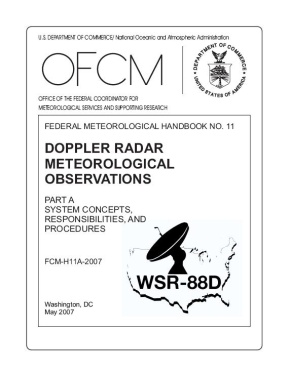 U.S. DEPARTMENT OF COMMERCE/ National Oceanic and Atmospheric Administration
OFCM
DEPARTMENT OF COMMERCE
UNITED STATES OF AMERICA
OFFICE OF THE FEDERAL COORDINATOR FOR
METEOROLOGICAL SERVICES AND SUPPORTING RESEARCH
FEDERAL METEOROLOGICAL HANDBOOK NO. 11
DOPPLER RADAR
METEOROLOGICAL
OBSERVATIONS
PART A
SYSTEM CONCEPTS,
RESPONSIBILITIES, AND
PROCEDURES
FCM-H11A-2007
WSR-88D
Washington, DC
May 2007